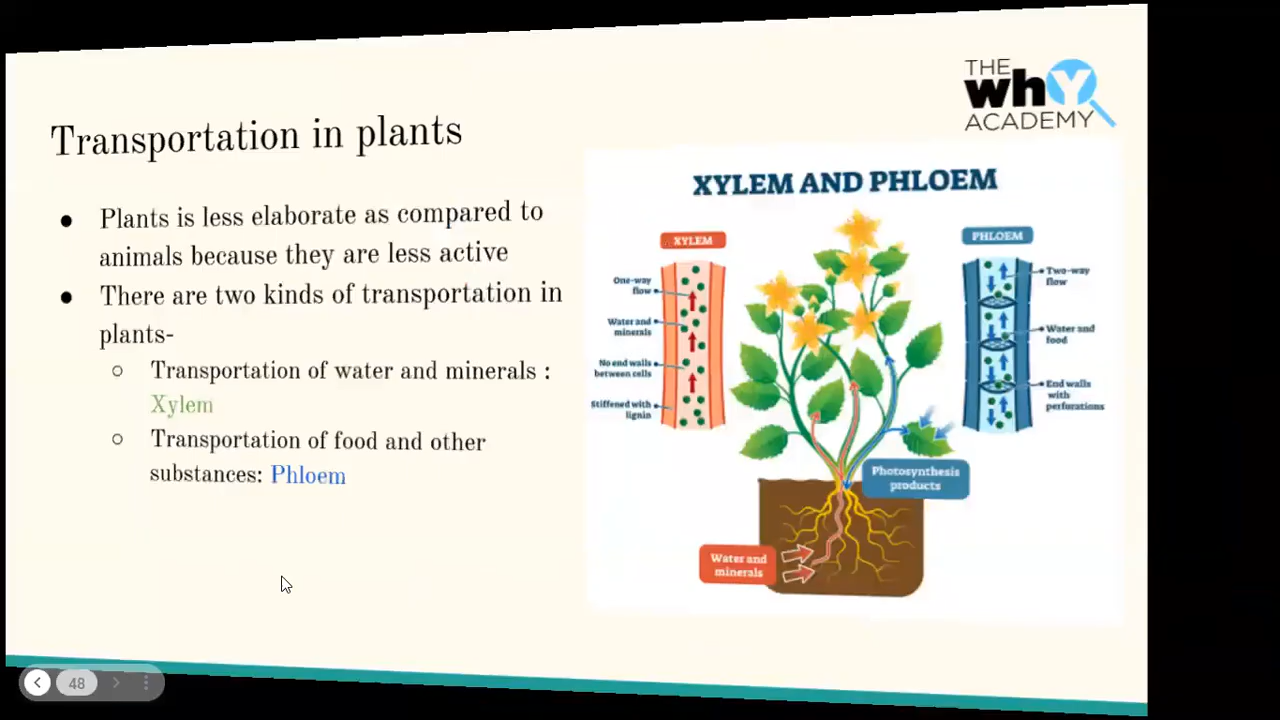 THE
whY
ACADEMY
Transportation in plants
● Plants is less elaborate as compared to
animals because they are less active
● There are two kinds of transportation in
plants-
○ Transportation of water and minerals :
Xylem
○ Transportation of food and other
substances: Phloem
XYLEM AND PHLOEM
XYLEM
One-way
flow
Water and
minerals
No end walls
between cells
Stiffened with
lignin
PHLOEM
Two-way
flow
Water and
food
End walls
with
perforations
Photosynthesis
products
Water and
minerals
48